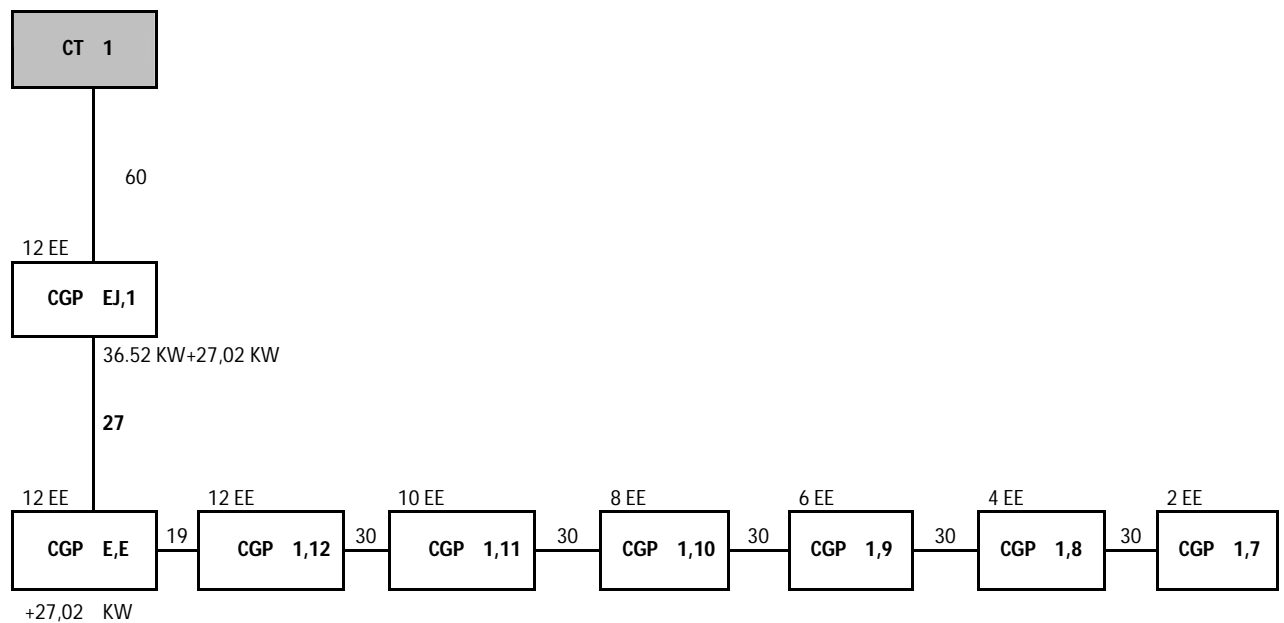 CT 1
60
12 EE
CGP EJ,1
36.52 KW+27,02 KW
27
12 EE 12 EE 10 EE 8 EE 6 EE 4 EE 2 EE
CGP E,E 19 CGP 1,12 30 CGP 1,11 30 CGP 1,10 30 CGP 1,9 30 CGP 1,8 30 CGP 1,7
+27,02 KW